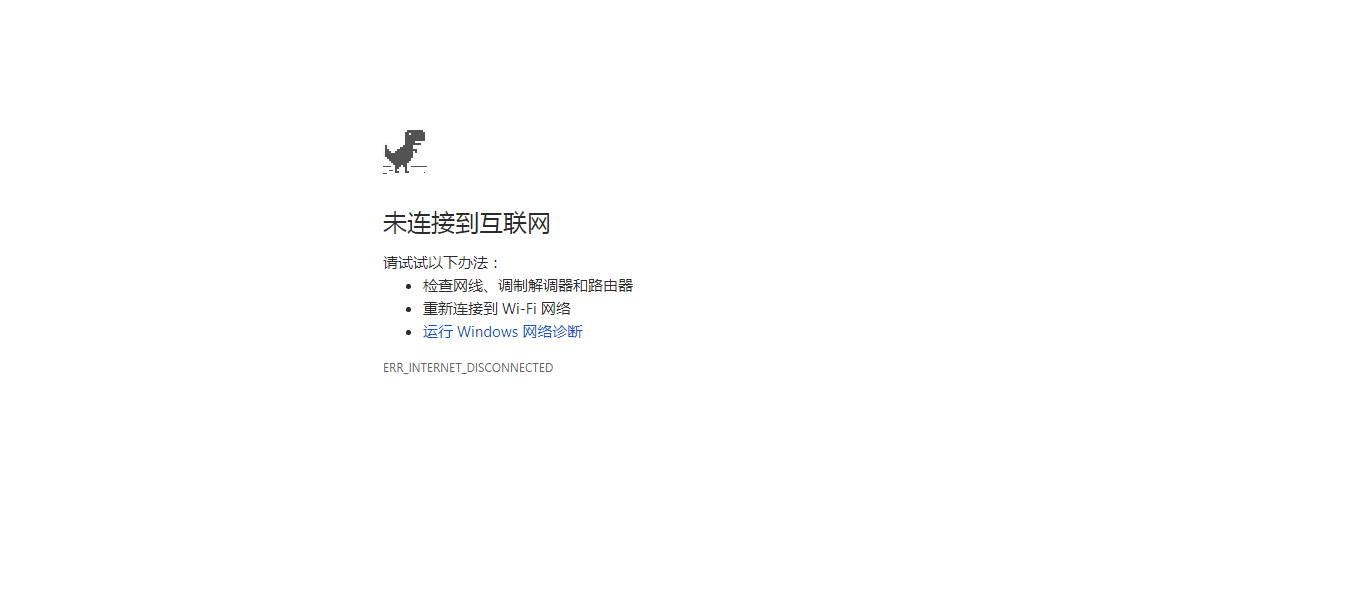 未连接到互联网
请试试以下办法：
检查网线、调制解调器和路由器
重新连接到 Wi-Fi 网络
运行 Windows 网络诊断
ERR_INTERNET_DISCONNECTED